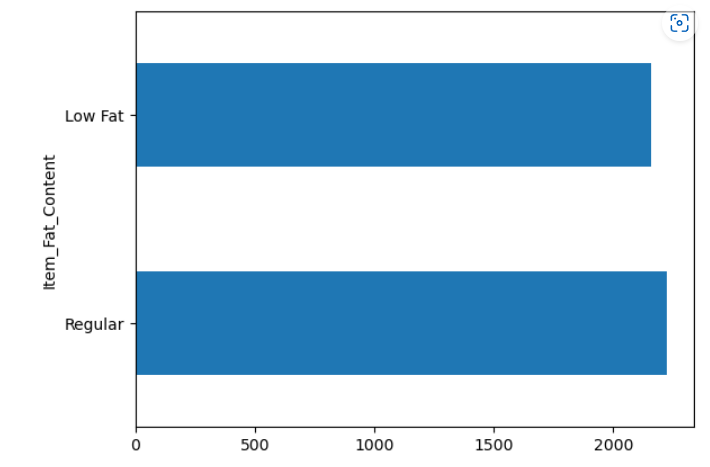 Low Fat
Item_Fat_Content
Regular
0 500 1000 1500 2000